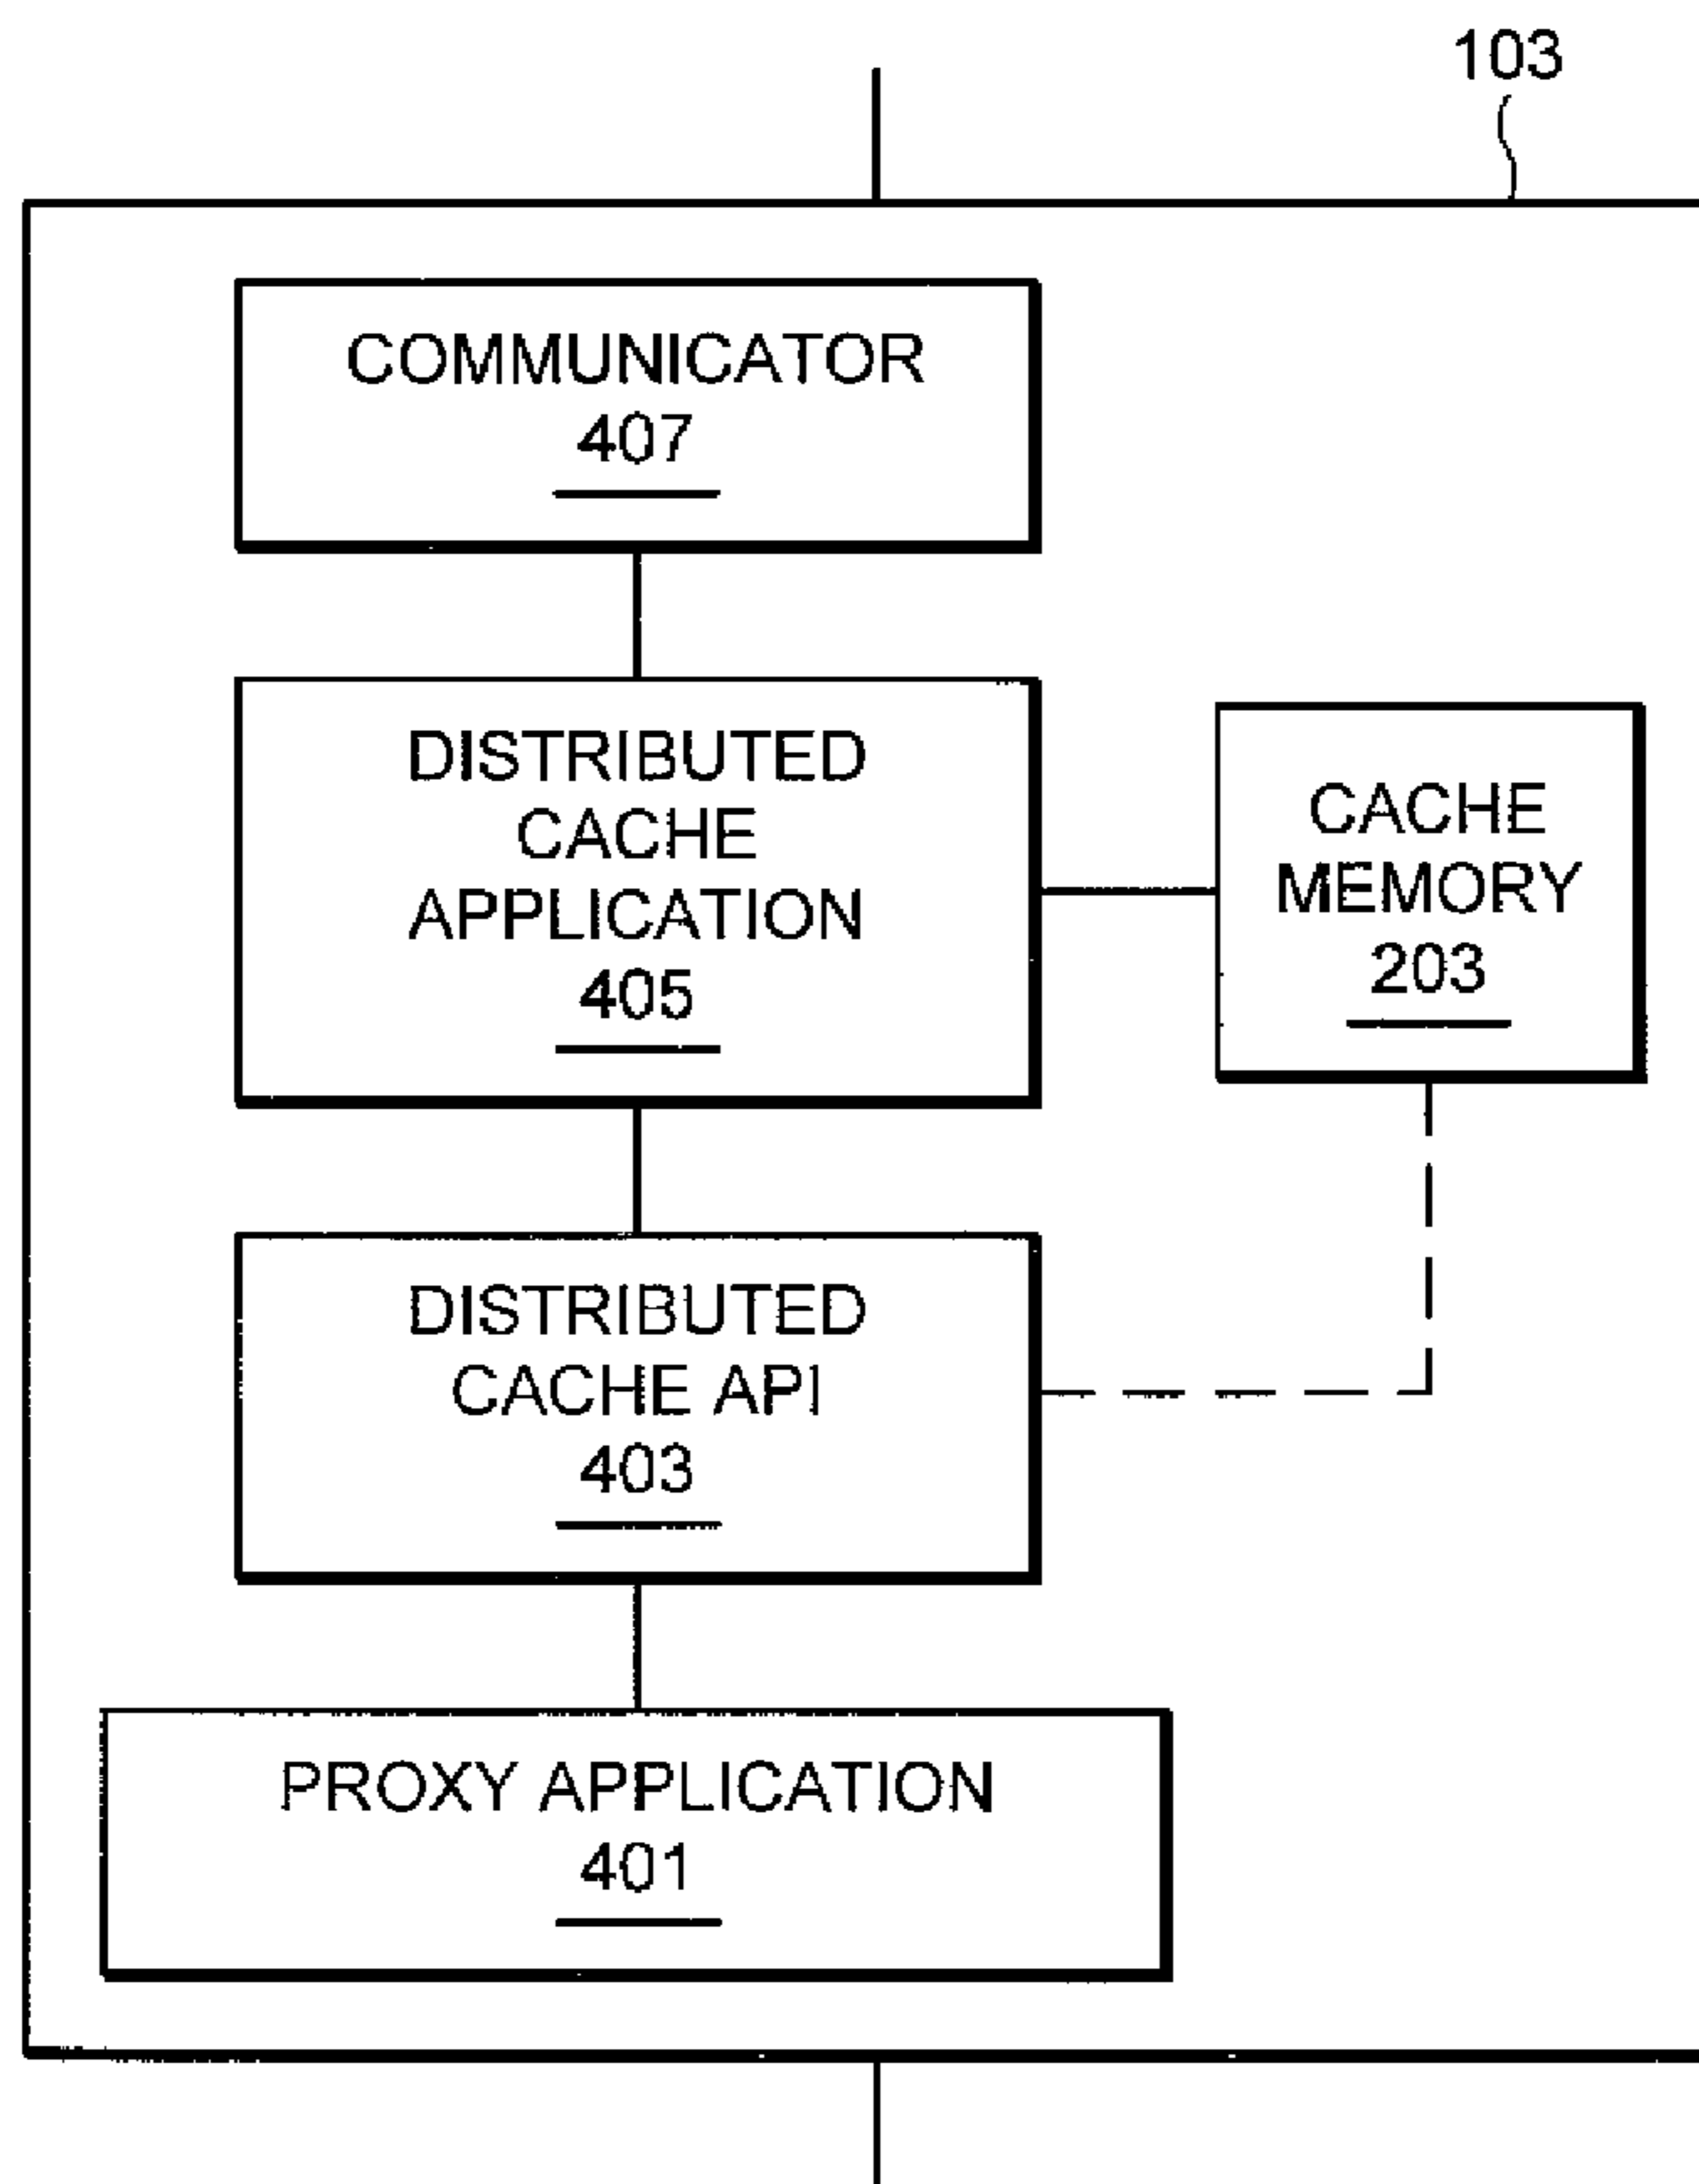 103
COMMUNICATOR
407
DISTRIBUTED
CACHE
APPLICATION
405
CACHE
MEMORY
203
DISTRIBUTED
CACHE API
403
PROXY APPLICATION
401